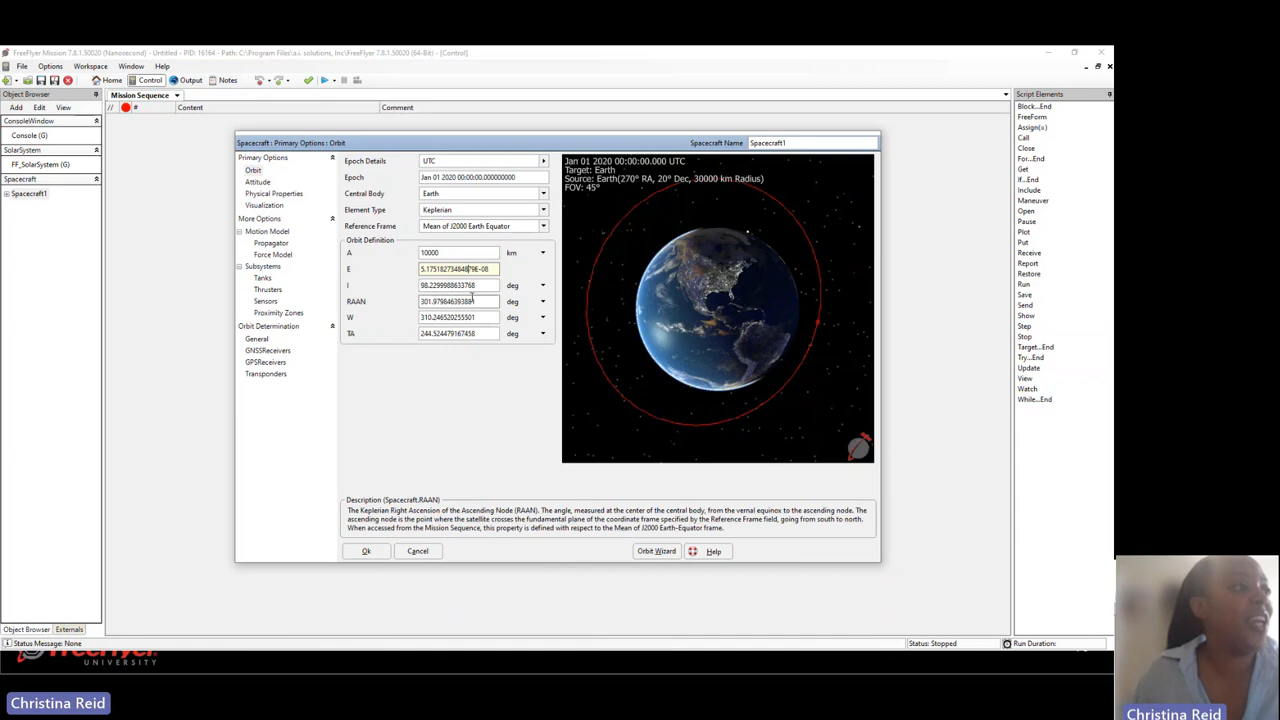 FreeFlyer Mission 7.8.1.50020 (Nanosecond) - Untitled - PID: 16164 - Path: C:\Program Files\a.i. solutions, Inc\FreeFlyer 7.8.1.50020 (64-Bit) - [Control]
File Options Workspace Window Help
Home Control Output Notes
Object Browser
Add Edit View
ConsoleWindow
Console (G)
SolarSystem
FF_SolarSystem (G)
Spacecraft
Spacecraft1
Mission Sequence
// # Content Comment
Spacecraft : Primary Options : Orbit
Spacecraft Name Spacecraft1
Primary Options
Orbit
Attitude
Physical Properties
Visualization
More Options
Motion Model
Propagator
Force Model
Subsystems
Tanks
Thrusters
Sensors
Proximity Zones
Orbit Determination
General
GNSSReceivers
GPSReceivers
Transponders
Epoch Details UTC
Epoch Jan 01 2020 00:00:00.000000000
Central Body Earth
Element Type Keplerian
Reference Frame Mean of J2000 Earth Equator
Orbit Definition
A 10000 km
E 5.17518273484879E-08
I 98.2299988633768 deg
RAAN 301.97984639388 deg
W 310.246520255501 deg
TA 244.524479167458 deg
Jan 01 2020 00:00:00.000 UTC
Target: Earth
Source: Earth(270° RA, 20° Dec, 30000 km Radius)
FOV: 45°
Description (Spacecraft.RAAN)
The Keplerian Right Ascension of the Ascending Node (RAAN). The angle, measured at the center of the central body, from the vernal equinox to the ascending node. The
ascending node is the point where the satellite crosses the fundamental plane of the coordinate frame specified by the Reference Frame field, going from south to north.
When accessed from the Mission Sequence, this property is defined with respect to the Mean of J2000 Earth-Equator frame.
Ok Cancel Orbit Wizard Help
Script Elements
Block...End
FreeForm
Assign(=)
Call
Close
For...End
Get
If...End
Include
Maneuver
Open
Pause
Plot
Put
Receive
Report
Restore
Run
Save
Send
Show
Step
Stop
Target...End
Try...End
Update
View
Watch
While...End
Object Browser Externals
Status Message: None
Status: Stopped
Run Duration:
FreeFlyer
UNIVERSITY
Christina Reid
Christina Reid